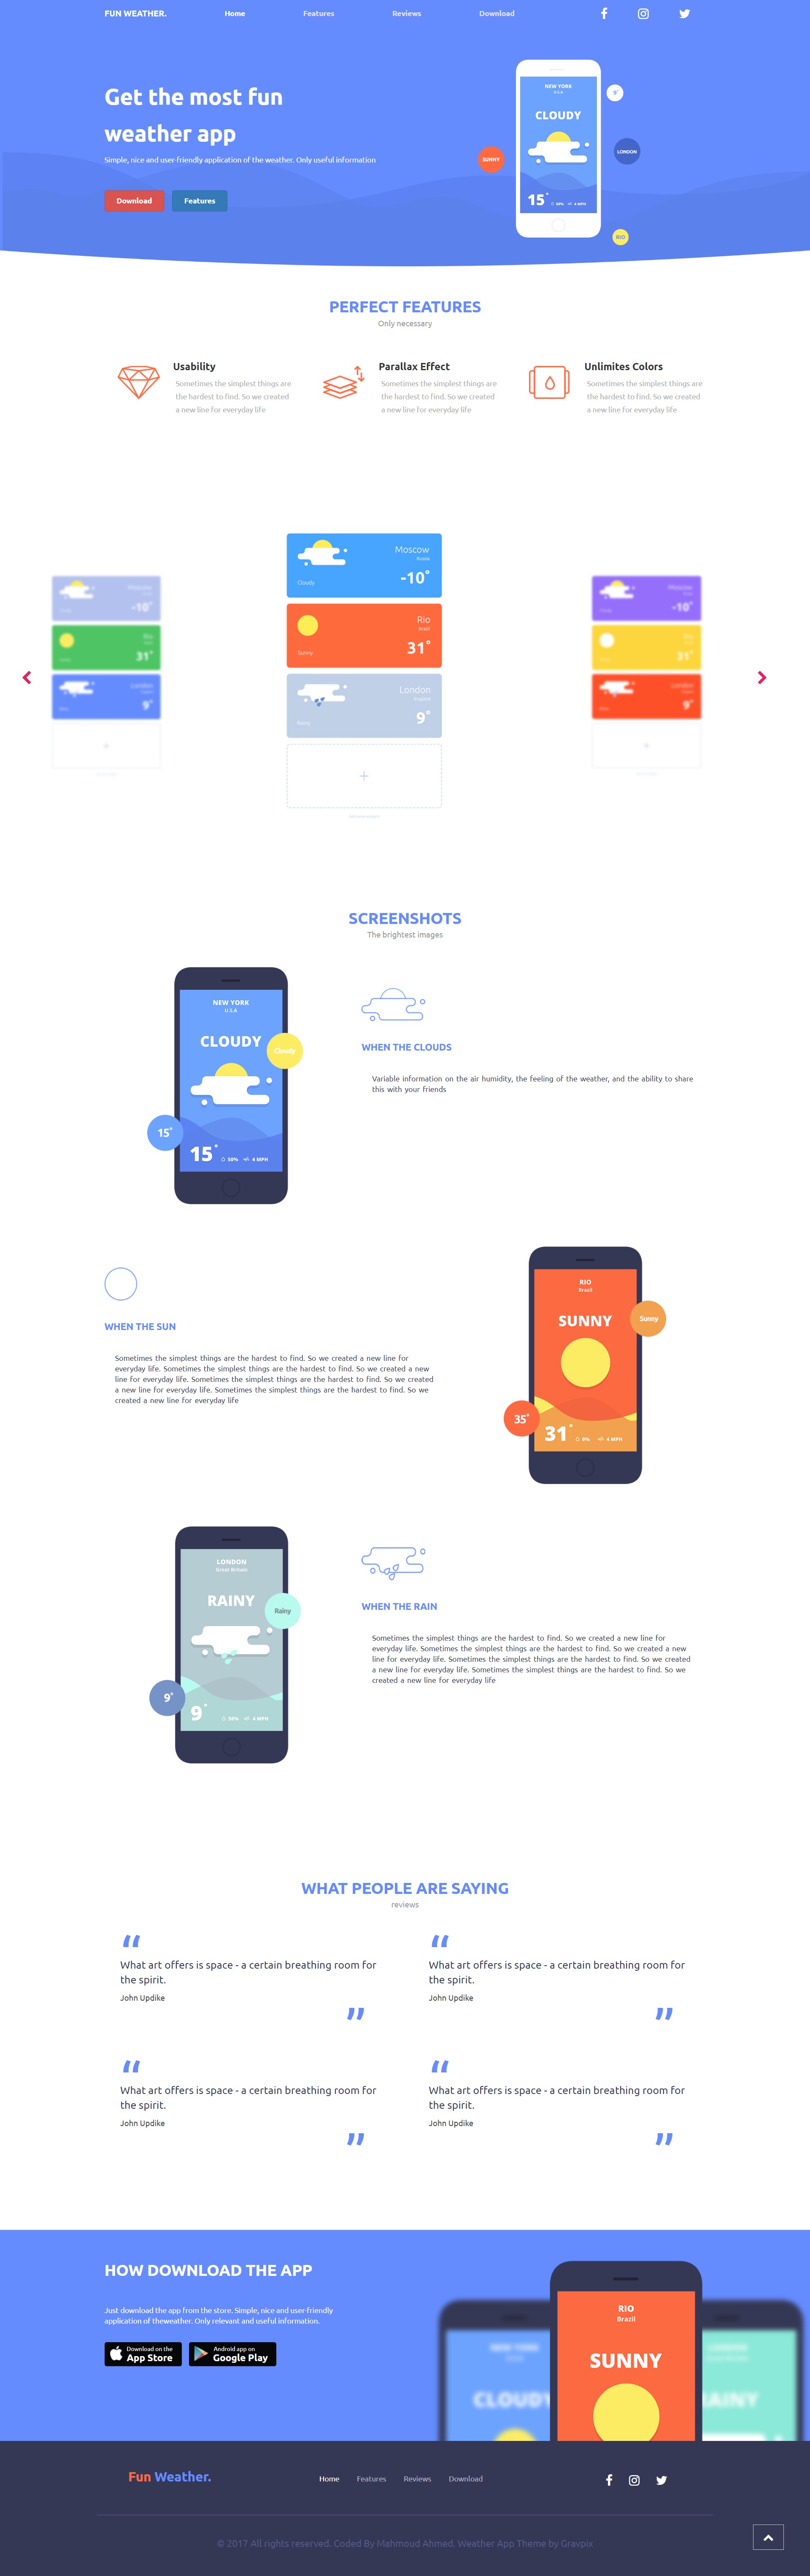 FUN WEATHER.
Home
Features
Reviews
Download
Get the most fun
weather app
Simple, nice and user-friendly application of the weather. Only useful information
Download
Features
NEW YORK
U.S.A
CLOUDY
15°
50%
4 MPH
9°
SUNNY
LONDON
RIO
PERFECT FEATURES
Only necessary
Usability
Sometimes the simplest things are
the hardest to find. So we created
a new line for everyday life
Parallax Effect
Sometimes the simplest things are
the hardest to find. So we created
a new line for everyday life
Unlimites Colors
Sometimes the simplest things are
the hardest to find. So we created
a new line for everyday life
Moscow
-10°
Rio
31°
London
9°
Moscow
Russia
Cloudy
-10°
Rio
Brazil
Sunny
31°
London
England
Rainy
9°
+
Moscow
-10°
Rio
31°
London
9°
SCREENSHOTS
The brightest images
NEW YORK
U.S.A
CLOUDY
Cloudy
15°
15°
50%
4 MPH
WHEN THE CLOUDS
Variable information on the air humidity, the feeling of the weather, and the ability to share
this with your friends
WHEN THE SUN
Sometimes the simplest things are the hardest to find. So we created a new line for
everyday life. Sometimes the simplest things are the hardest to find. So we created a new
line for everyday life. Sometimes the simplest things are the hardest to find. So we created
a new line for everyday life. Sometimes the simplest things are the hardest to find. So we
created a new line for everyday life
RIO
Brazil
SUNNY
Sunny
35°
31°
0%
4 MPH
LONDON
Great Britain
RAINY
Rainy
9°
9°
50%
4 MPH
WHEN THE RAIN
Sometimes the simplest things are the hardest to find. So we created a new line for
everyday life. Sometimes the simplest things are the hardest to find. So we created a new
line for everyday life. Sometimes the simplest things are the hardest to find. So we created
a new line for everyday life. Sometimes the simplest things are the hardest to find. So we
created a new line for everyday life
WHAT PEOPLE ARE SAYING
reviews
“
What art offers is space - a certain breathing room for
the spirit.
John Updike
”
“
What art offers is space - a certain breathing room for
the spirit.
John Updike
”
“
What art offers is space - a certain breathing room for
the spirit.
John Updike
”
“
What art offers is space - a certain breathing room for
the spirit.
John Updike
”
HOW DOWNLOAD THE APP
Just download the app from the store. Simple, nice and user-friendly
application of theweather. Only relevant and useful information.
Download on the
App Store
Android app on
Google Play
NEW YORK
CLOUDY
RIO
Brazil
SUNNY
RAINY
Fun Weather.
Home
Features
Reviews
Download
© 2017 All rights reserved. Coded By Mahmoud Ahmed. Weather App Theme by Gravpix